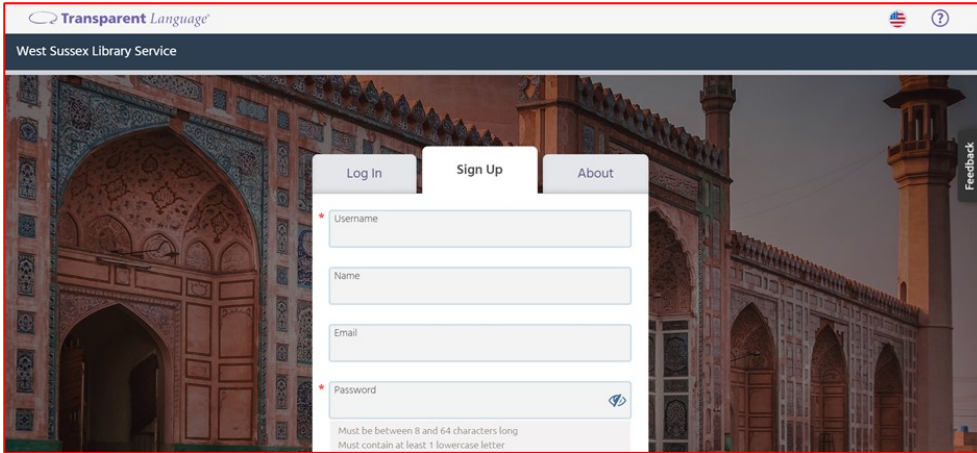 Transparent Language®
?
West Sussex Library Service
Feedback
Log In
Sign Up
About
* Username
Name
Email
* Password
Must be between 8 and 64 characters long
Must contain at least 1 lowercase letter